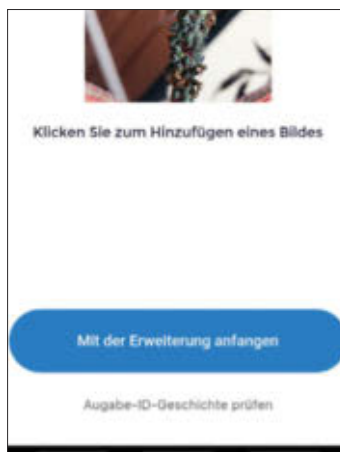 Klicken Sie zum Hinzufügen eines Bildes
Mit der Erweiterung anfangen
Augabe-ID-Geschichte prüfen